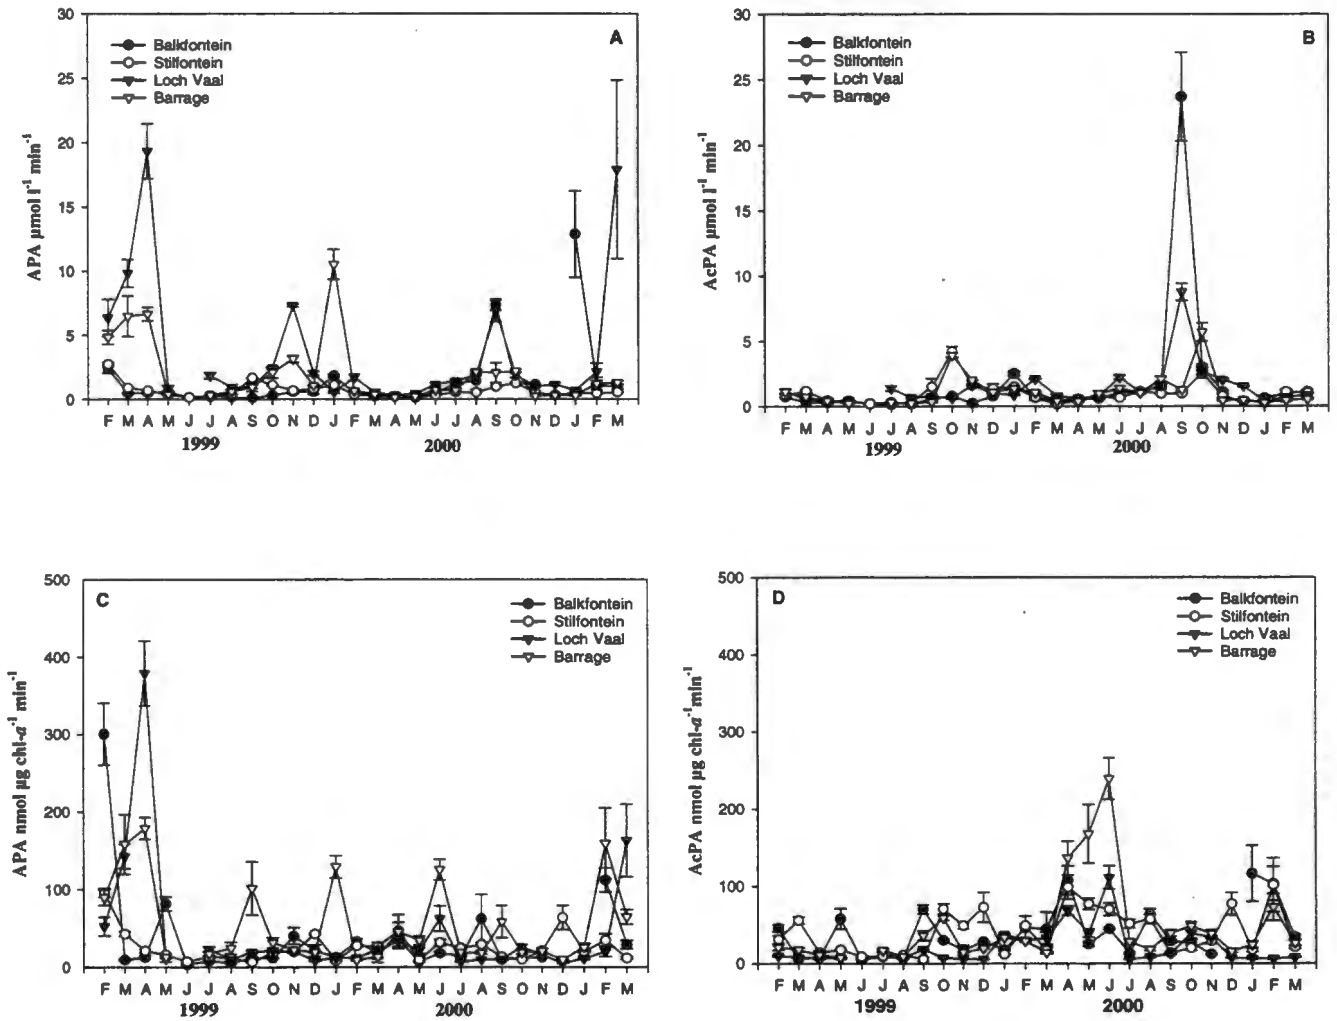 A
APA µmol l⁻¹ min⁻¹
30
25
20
15
10
5
0
Balkfontein
Stilfontein
Loch Vaal
Barrage
F M A M J J A S O N D J F M A M J J A S O N D J F M
1999
2000
B
AcPA µmol l⁻¹ min⁻¹
30
25
20
15
10
5
0
Balkfontein
Stilfontein
Loch Vaal
Barrage
F M A M J J A S O N D J F M A M J J A S O N D J F M
1999
2000
C
APA nmol µg chl-a⁻¹ min⁻¹
500
400
300
200
100
0
Balkfontein
Stilfontein
Loch Vaal
Barrage
F M A M J J A S O N D J F M A M J J A S O N D J F M
1999
2000
D
AcPA nmol µg chl-a⁻¹ min⁻¹
500
400
300
200
100
0
Balkfontein
Stilfontein
Loch Vaal
Barrage
F M A M J J A S O N D J F M A M J J A S O N D J F M
1999
2000